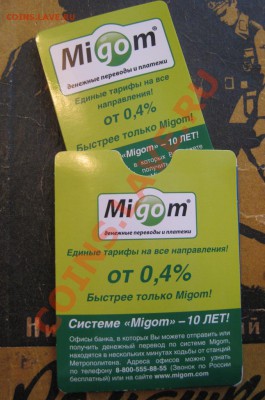 Migom®
денежные переводы и платежи
Единые тарифы на все
направления!
от 0,4%
Быстрее только Migom!
«Migom» – 10 ЛЕТ!
в которых Вы можете
Migom®
денежные переводы и платежи
Единые тарифы на все направления!
от 0,4%
Быстрее только Migom!
Системе «Migom» – 10 ЛЕТ!
Офисы банка, в которых Вы можете отправить или
получить денежный перевод по системе Migom,
находятся в нескольких минутах ходьбы от станций
Метрополитена. Адреса офисов можно узнать
по телефону 8-800-555-88-55 (Звонок по России
бесплатный) или на сайте www.migom.com